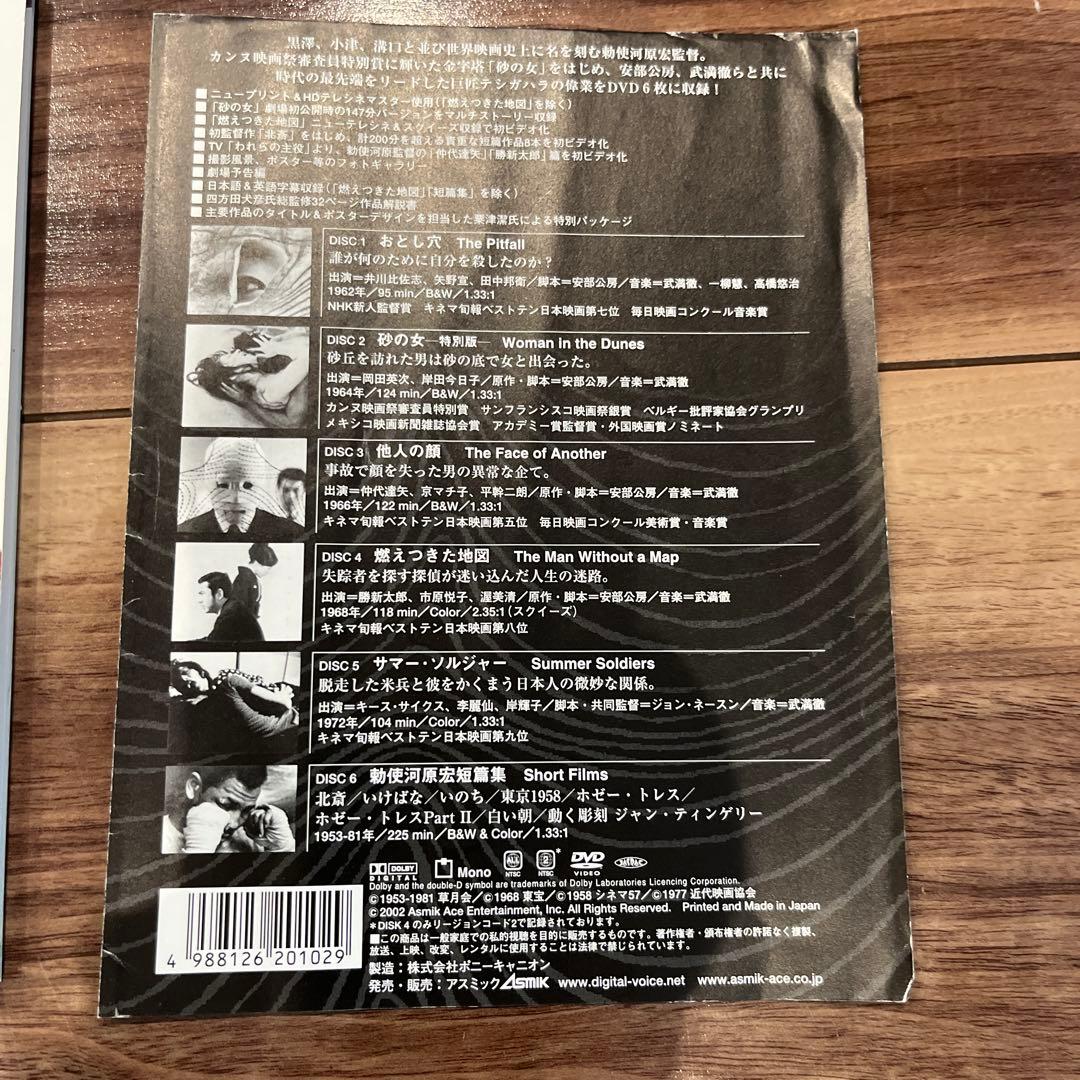 黒澤、小津、溝口と並び世界映画史上に名を刻む勅使河原宏監督。
カンヌ映画祭審査員特別賞に輝いた金字塔「砂の女」をはじめ、安部公房、武満徹らと共に
時代の最先端をリードした巨匠テシガハラの偉業をDVD6枚に収録！
■ニュープリント＆HDテレシネマスター使用(「燃えつきた地図」を除く)
■「砂の女」劇場初公開時の147分バージョンをマルチストーリー収録
■「燃えつきた地図」ニューテレシネ＆スクイーズ収録で初ビデオ化
■初監督作「北斎」をはじめ、計200分を超える貴重な短篇作品8本を初ビデオ化
■TV「われらの主役」より、勅使河原監督の「仲代達矢」「勝新太郎」篇を初ビデオ化
■撮影風景、ポスター等のフォトギャラリー
■劇場予告編
■日本語＆英語字幕収録(「燃えつきた地図」「短篇集」を除く)
■四方田犬彦氏総監修32ページ作品解説書
■主要作品のタイトル＆ポスターデザインを担当した粟津潔氏による特別パッケージ
DISC 1 おとし穴 The Pitfall
誰が何のために自分を殺したのか？
出演＝井川比佐志、矢野宣、田中邦衛／脚本＝安部公房／音楽＝武満徹、一柳慧、高橋悠治
1962年／95 min／B&W／1.33:1
NHK新人監督賞 キネマ旬報ベストテン日本映画第七位 毎日映画コンクール音楽賞
DISC 2 砂の女―特別版― Woman in the Dunes
砂丘を訪れた男は砂の底で女と出会った。
出演＝岡田英次、岸田今日子／原作・脚本＝安部公房／音楽＝武満徹
1964年／124 min／B&W／1.33:1
カンヌ映画祭審査員特別賞 サンフランシスコ映画祭銀賞 ベルギー批評家協会グランプリ
メキシコ映画新聞雑誌協会賞 アカデミー賞監督賞・外国映画賞ノミネート
DISC 3 他人の顔 The Face of Another
事故で顔を失った男の異常な企て。
出演＝仲代達矢、京マチ子、平幹二朗／原作・脚本＝安部公房／音楽＝武満徹
1966年／122 min／B&W／1.33:1
キネマ旬報ベストテン日本映画第五位 毎日映画コンクール美術賞・音楽賞
DISC 4 燃えつきた地図 The Man Without a Map
失踪者を探す探偵が迷い込んだ人生の迷路。
出演＝勝新太郎、市原悦子、渥美清／原作・脚本＝安部公房／音楽＝武満徹
1968年／118 min／Color／2.35:1(スクイーズ)
キネマ旬報ベストテン日本映画第八位
DISC 5 サマー・ソルジャー Summer Soldiers
脱走した米兵と彼をかくまう日本人の微妙な関係。
出演＝キース・サイクス、李麗仙、岸輝子／脚本・共同監督＝ジョン・ネースン／音楽＝武満徹
1972年／104 min／Color／1.33:1
キネマ旬報ベストテン日本映画第九位
DISC 6 勅使河原宏短篇集 Short Films
北斎／いけばな／いのち／東京1958／ホゼー・トレス／
ホゼー・トレスPart II／白い朝／動く彫刻 ジャン・ティンゲリー
1953-81年／225 min／B&W & Color／1.33:1
DOLBY DIGITAL Mono ALL NTSC 2 NTSC * DVD VIDEO
Dolby and the double-D symbol are trademarks of Dolby Laboratories Licencing Corporation.
©1953-1981 草月会／©1968 東宝／©1958 シネマ57／©1977 近代映画協会
© 2002 Asmik Ace Entertainment, Inc. All Rights Reserved. Printed and Made in Japan
*DISK 4 のみリージョンコード2で記録されております。
■この商品は一般家庭での私的視聴を目的に販売するものです。著作権者・頒布権者の許諾なく複製、
放送、上映、改変、レンタルに使用することは法律で禁じられています。
製造：株式会社ポニーキャニオン
発売・販売：アスミック ASMIK www.digital-voice.net www.asmik-ace.co.jp
4 988126 201029